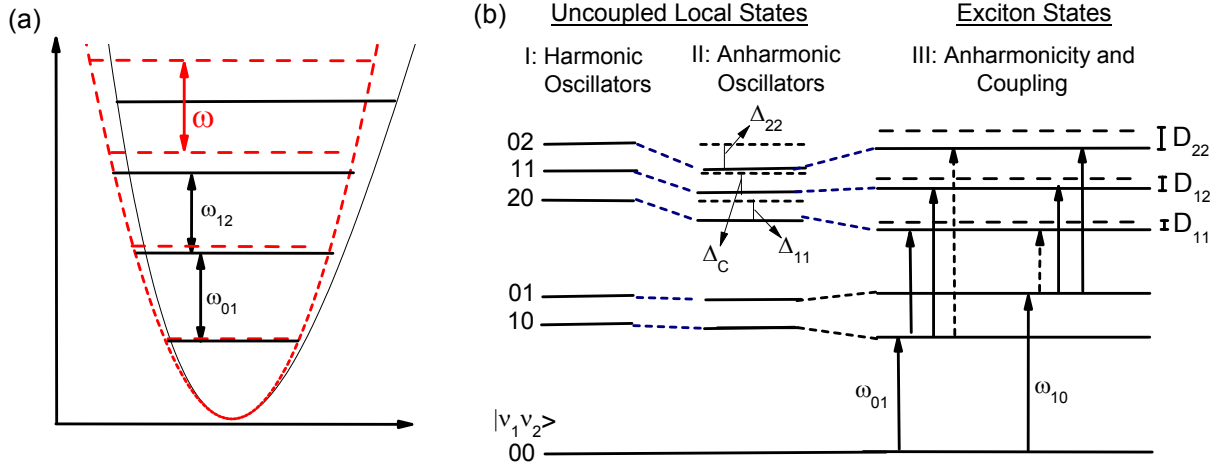 (a)
ω
ω12
ω01
(b)
Uncoupled Local States
Exciton States
I: Harmonic
Oscillators
II: Anharmonic
Oscillators
III: Anharmonicity and
Coupling
Δ22
02
11
20
D22
D12
D11
ΔC
Δ11
01
10
ω01
ω10
|ν1ν2>
00